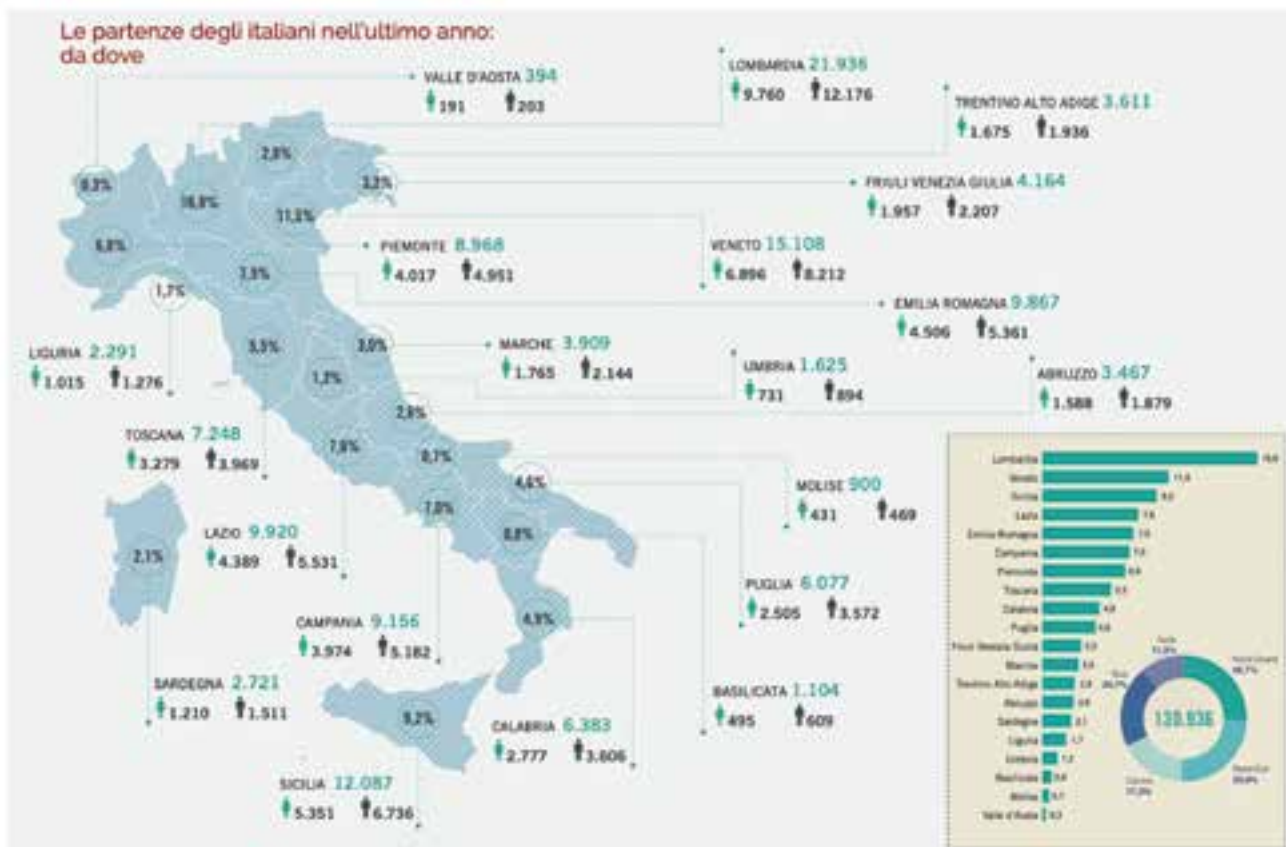 Le partenze degli italiani nell'ultimo anno:
da dove
VALLE D'AOSTA 394
191 203
LOMBARDIA 21.936
9.760 12.176
TRENTINO ALTO ADIGE 3.611
1.675 1.936
FRIULI VENEZIA GIULIA 4.164
1.957 2.207
PIEMONTE 8.968
4.017 4.951
VENETO 15.108
6.896 8.212
EMILIA ROMAGNA 9.867
4.506 5.361
LIGURIA 2.291
1.015 1.276
MARCHE 3.909
1.765 2.144
UMBRIA 1.625
731 894
ABRUZZO 3.467
1.588 1.879
TOSCANA 7.248
3.279 3.969
MOLISE 900
431 469
LAZIO 9.920
4.389 5.531
PUGLIA 6.077
2.505 3.572
CAMPANIA 9.156
3.974 5.182
SARDEGNA 2.721
1.210 1.511
BASILICATA 1.104
495 609
CALABRIA 6.383
2.777 3.606
SICILIA 12.087
5.351 6.736
0,3%
2,8%
3,2%
16,8%
11,5%
6,8%
7,5%
1,7%
5,5%
3,0%
1,2%
0,7%
4,6%
7,0%
0,8%
2,1%
4,9%
9,2%
Lombardia
Veneto
Sicilia
Lazio
Emilia-Romagna
Campania
Piemonte
Toscana
Calabria
Puglia
Friuli Venezia Giulia
Marche
Trentino Alto Adige
Abruzzo
Sardegna
Liguria
Umbria
Basilicata
Molise
Valle d'Aosta
130.936